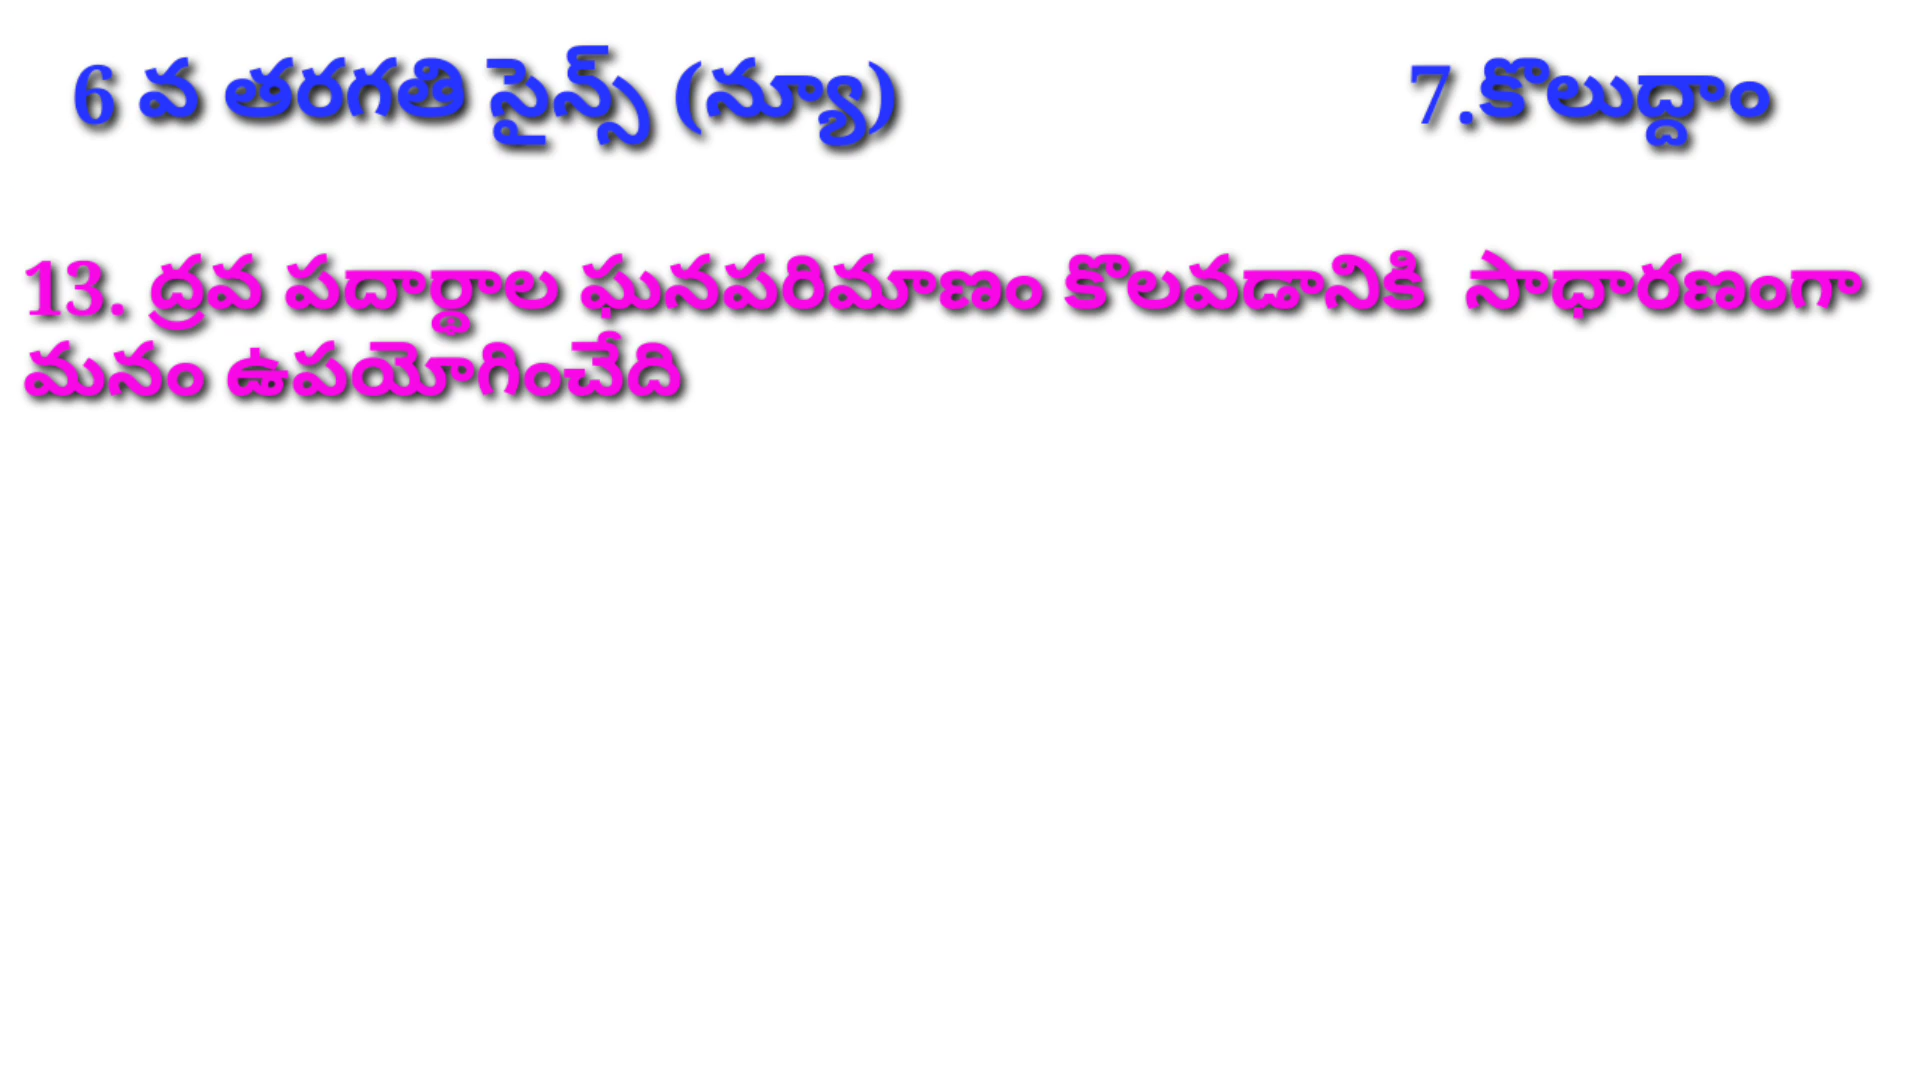 6 వ తరగతి సైన్స్ (న్యూ) 7.కొలుద్దాం
13. ద్రవ పదార్థాల ఘనపరిమాణం కొలవడానికి సాధారణంగా
మనం ఉపయోగించేది